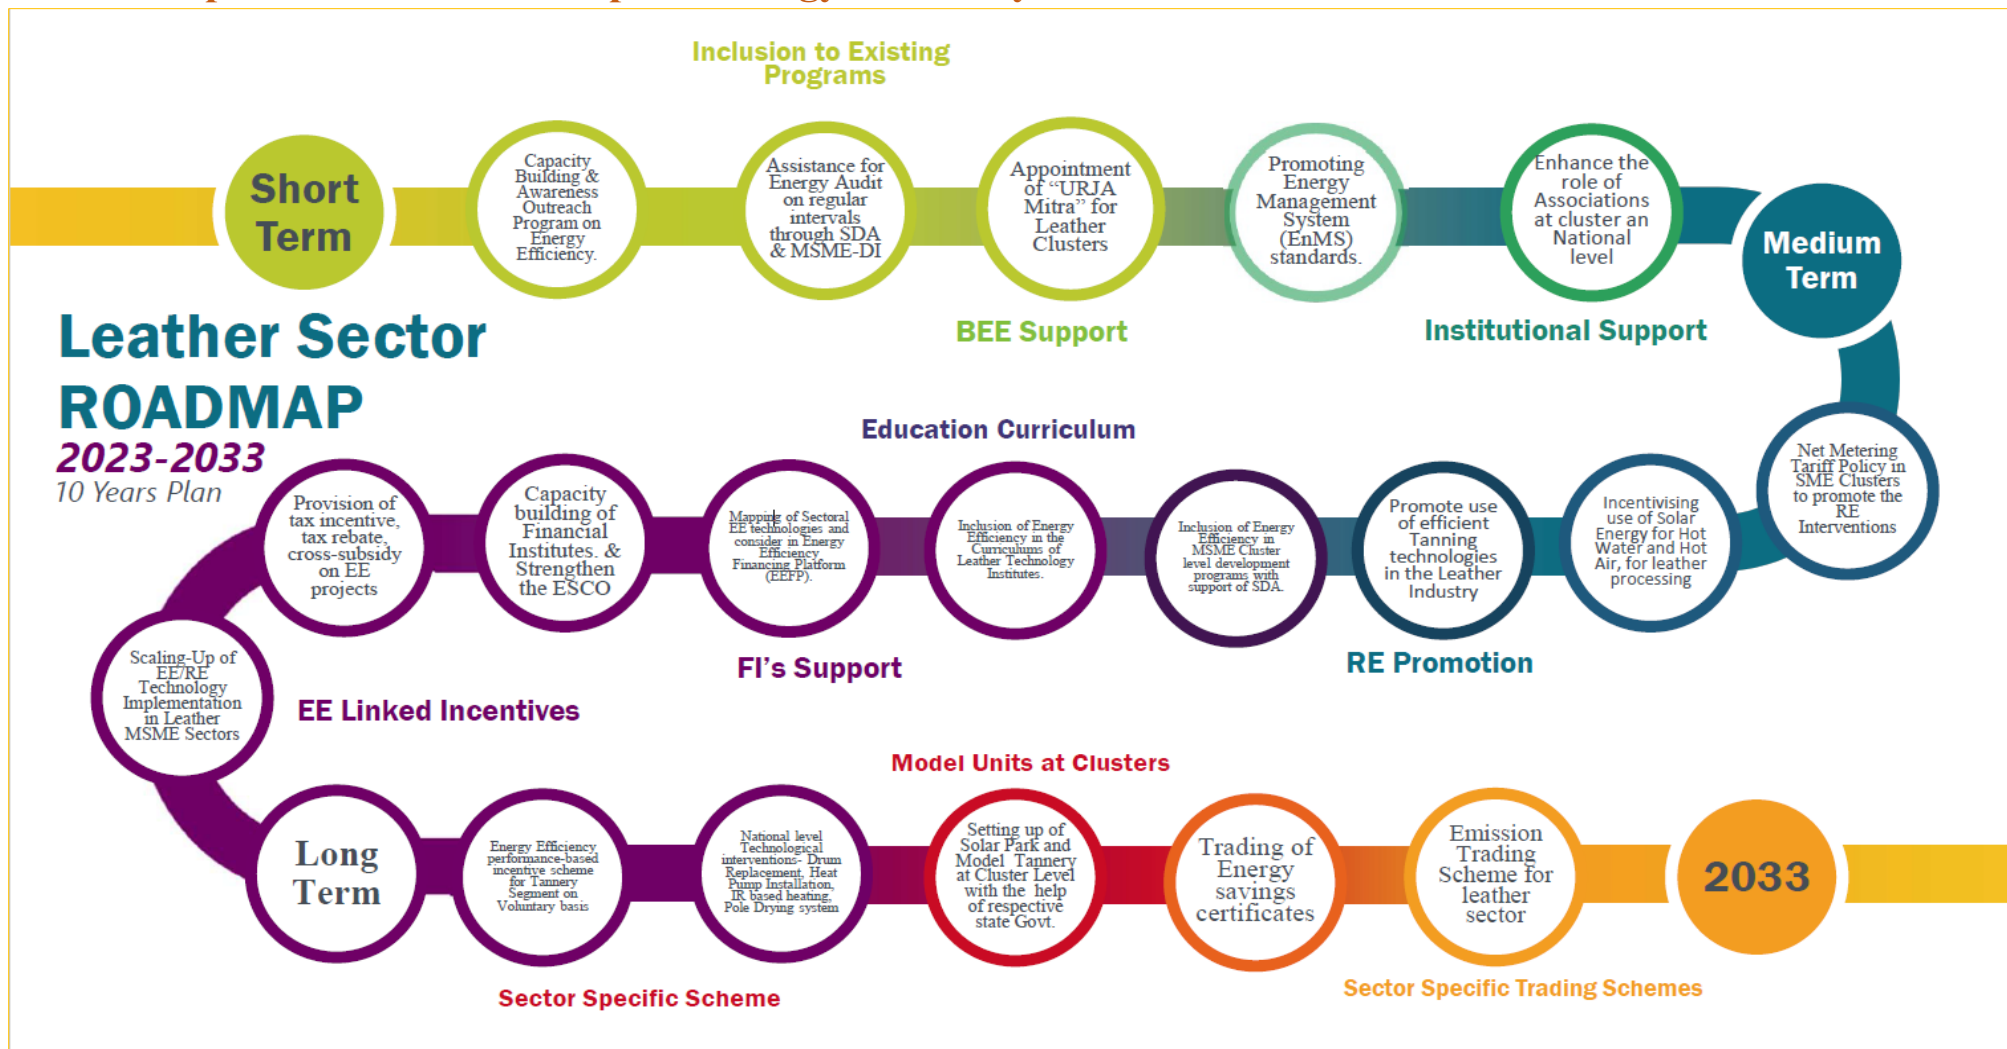 Inclusion to Existing
Programs
Short
Term
Capacity
Building &
Awareness
Outreach
Program on
Energy
Efficiency.
Assistance for
Energy Audit
on regular
intervals
through SDA
& MSME-DI
Appointment
of “URJA
Mitra” for
Leather
Clusters
Promoting
Energy
Management
System
(EnMS)
standards.
Enhance the
role of
Associations
at cluster an
National
level
Medium
Term
BEE Support
Institutional Support
Leather Sector
ROADMAP
2023-2033
10 Years Plan
Education Curriculum
Net Metering
Tariff Policy in
SME Clusters
to promote the
RE
Interventions
Incentivising
use of Solar
Energy for Hot
Water and Hot
Air, for leather
processing
Promote use
of efficient
Tanning
technologies
in the Leather
Industry
Inclusion of Energy
Efficiency in
MSME Cluster
level development
programs with
support of SDA.
Inclusion of Energy
Efficiency in the
Curriculums of
Leather Technology
Institutes.
Mapping of Sectoral
EE technologies and
consider in Energy
Efficiency
Financing Platform
(EEFP).
Capacity
building of
Financial
Institutes. &
Strengthen
the ESCO
Provision of
tax incentive,
tax rebate,
cross-subsidy
on EE
projects
RE Promotion
FI's Support
EE Linked Incentives
Scaling-Up of
EE/RE
Technology
Implementation
in Leather
MSME Sectors
Model Units at Clusters
Long
Term
Energy Efficiency
performance-based
incentive scheme
for Tannery
Segment on
Voluntary basis
National level
Technological
interventions- Drum
Replacement, Heat
Pump Installation,
IR based heating,
Pole Drying system
Setting up of
Solar Park and
Model Tannery
at Cluster Level
with the help
of respective
state Govt.
Trading of
Energy
savings
certificates
Emission
Trading
Scheme for
leather
sector
2033
Sector Specific Scheme
Sector Specific Trading Schemes